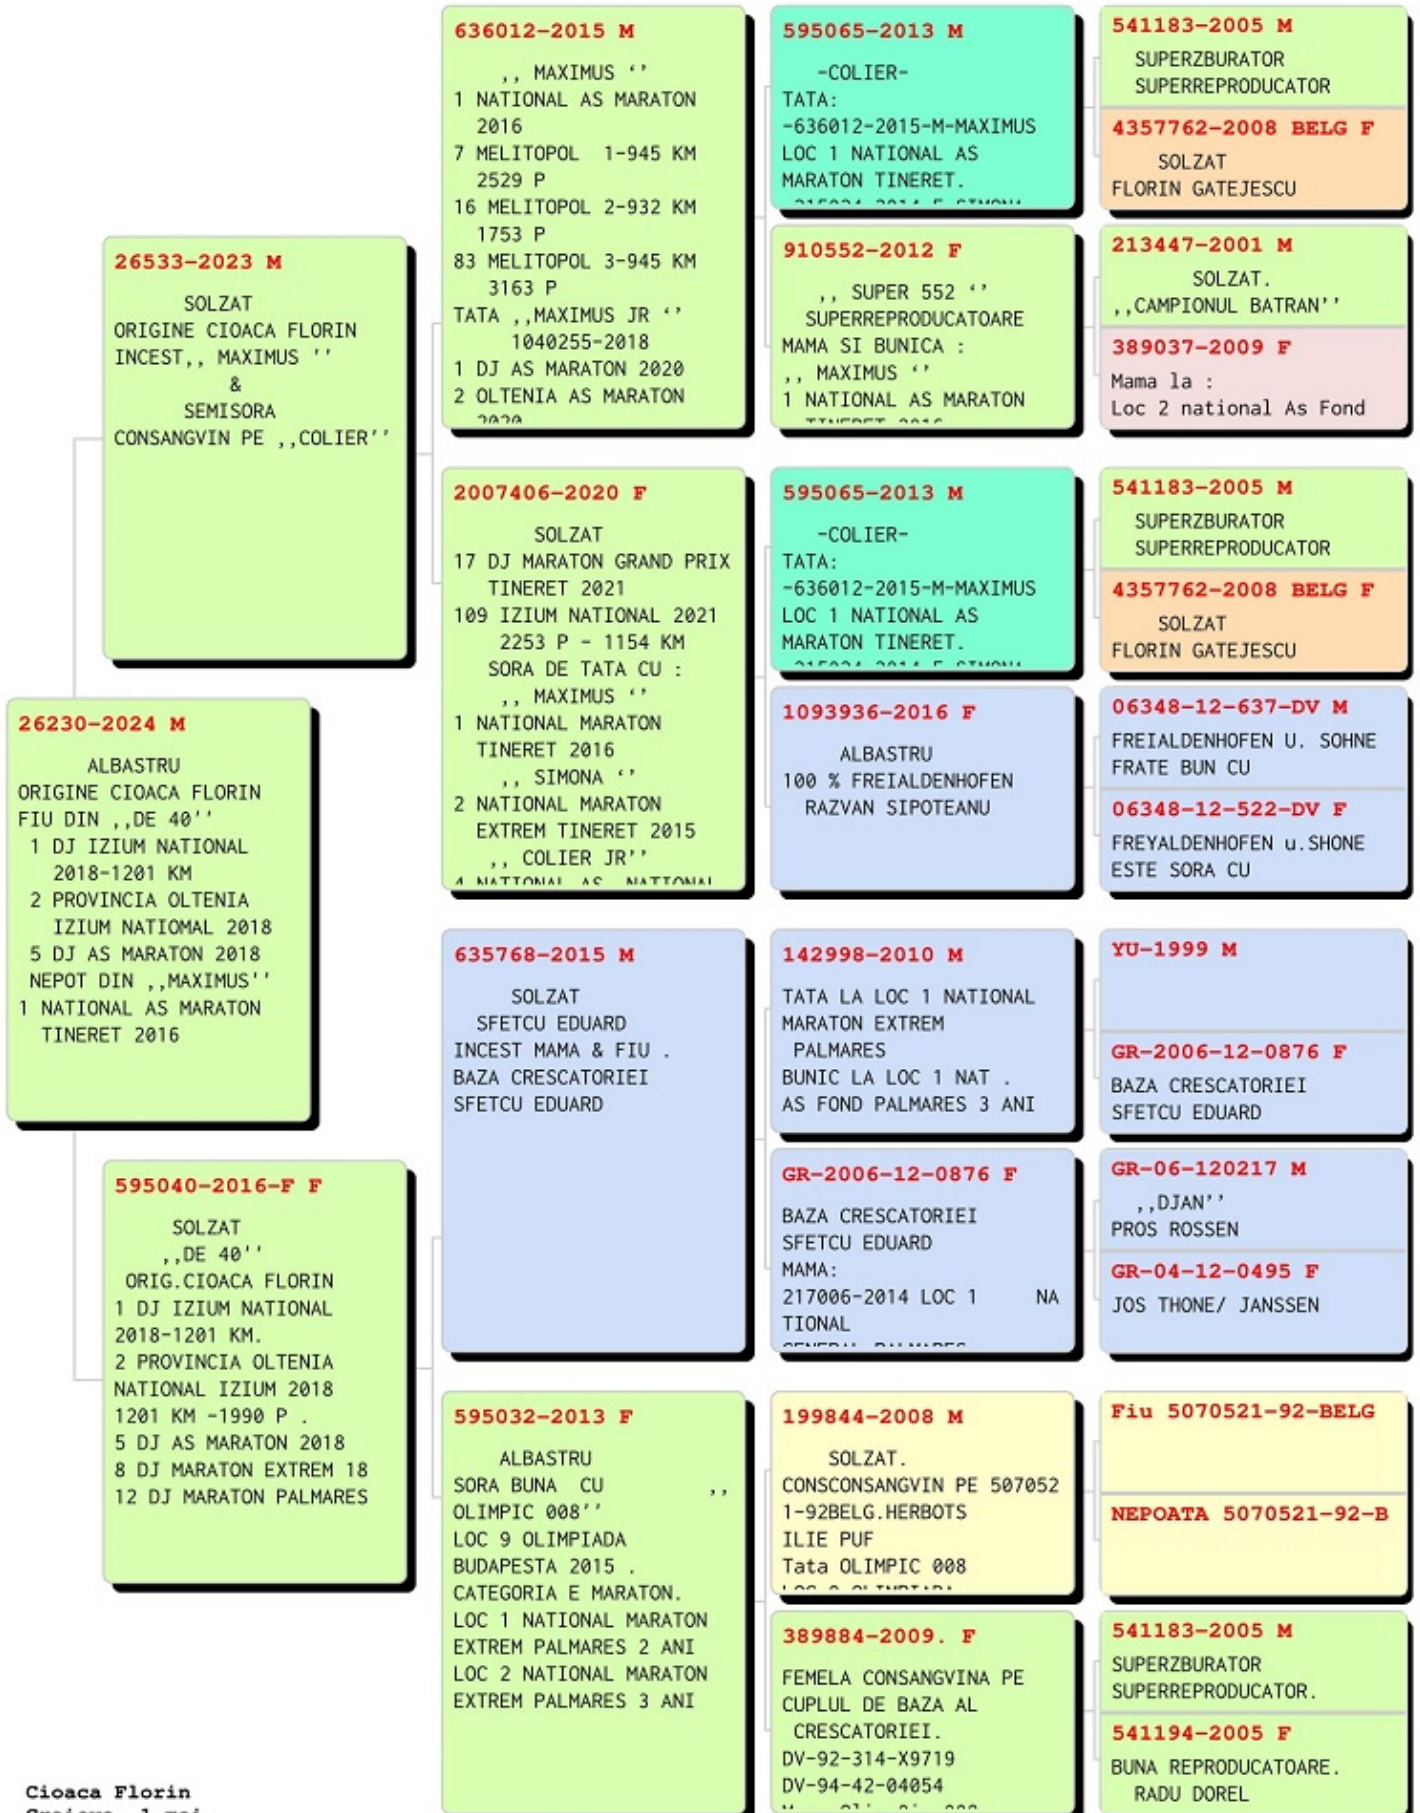 636012-2015 M
,, MAXIMUS ‘’
1 NATIONAL AS MARATON
2016
7 MELITOPOL 1-945 KM
2529 P
16 MELITOPOL 2-932 KM
1753 P
83 MELITOPOL 3-945 KM
3163 P
TATA ,,MAXIMUS JR ‘’
1040255-2018
1 DJ AS MARATON 2020
2 OLTENIA AS MARATON
2020
595065-2013 M
-COLIER-
TATA:
-636012-2015-M-MAXIMUS
LOC 1 NATIONAL AS
MARATON TINERET.
541183-2005 M
SUPERZBURATOR
SUPERREPRODUCATOR
4357762-2008 BELG F
SOLZAT
FLORIN GATEJESCU
910552-2012 F
,, SUPER 552 ‘’
SUPERREPRODUCATOARE
MAMA SI BUNICA :
,, MAXIMUS ‘’
1 NATIONAL AS MARATON
TINERET 2016
213447-2001 M
SOLZAT.
,,CAMPIONUL BATRAN''
389037-2009 F
Mama la :
Loc 2 national As Fond
26533-2023 M
SOLZAT
ORIGINE CIOACA FLORIN
INCEST,, MAXIMUS ''
&
SEMISORA
CONSANGVIN PE ,,COLIER''
2007406-2020 F
SOLZAT
17 DJ MARATON GRAND PRIX
TINERET 2021
109 IZIUM NATIONAL 2021
2253 P - 1154 KM
SORA DE TATA CU :
,, MAXIMUS ‘’
1 NATIONAL MARATON
TINERET 2016
,, SIMONA ‘’
2 NATIONAL MARATON
EXTREM TINERET 2015
,, COLIER JR''
4 NATIONAL AS NATIONAL
595065-2013 M
-COLIER-
TATA:
-636012-2015-M-MAXIMUS
LOC 1 NATIONAL AS
MARATON TINERET.
541183-2005 M
SUPERZBURATOR
SUPERREPRODUCATOR
4357762-2008 BELG F
SOLZAT
FLORIN GATEJESCU
1093936-2016 F
ALBASTRU
100 % FREIALDENHOFEN
RAZVAN SIPOTEANU
06348-12-637-DV M
FREIALDENHOFEN U. SOHNE
FRATE BUN CU
06348-12-522-DV F
FREYALDENHOFEN u.SHONE
ESTE SORA CU
26230-2024 M
ALBASTRU
ORIGINE CIOACA FLORIN
FIU DIN ,,DE 40''
1 DJ IZIUM NATIONAL
2018-1201 KM
2 PROVINCIA OLTENIA
IZIUM NATIOMAL 2018
5 DJ AS MARATON 2018
NEPOT DIN ,,MAXIMUS''
1 NATIONAL AS MARATON
TINERET 2016
635768-2015 M
SOLZAT
SFETCU EDUARD
INCEST MAMA & FIU .
BAZA CRESCATORIEI
SFETCU EDUARD
142998-2010 M
TATA LA LOC 1 NATIONAL
MARATON EXTREM
PALMARES
BUNIC LA LOC 1 NAT .
AS FOND PALMARES 3 ANI
YU-1999 M
GR-2006-12-0876 F
BAZA CRESCATORIEI
SFETCU EDUARD
GR-2006-12-0876 F
BAZA CRESCATORIEI
SFETCU EDUARD
MAMA:
217006-2014 LOC 1 NA
TIONAL
GENERAL PALMARES
GR-06-120217 M
,,DJAN''
PROS ROSSEN
GR-04-12-0495 F
JOS THONE/ JANSSEN
595040-2016-F F
SOLZAT
,,DE 40''
ORIG.CIOACA FLORIN
1 DJ IZIUM NATIONAL
2018-1201 KM.
2 PROVINCIA OLTENIA
NATIONAL IZIUM 2018
1201 KM -1990 P .
5 DJ AS MARATON 2018
8 DJ MARATON EXTREM 18
12 DJ MARATON PALMARES
595032-2013 F
ALBASTRU
SORA BUNA CU ,,
OLIMPIC 008''
LOC 9 OLIMPIADA
BUDAPESTA 2015 .
CATEGORIA E MARATON.
LOC 1 NATIONAL MARATON
EXTREM PALMARES 2 ANI
LOC 2 NATIONAL MARATON
EXTREM PALMARES 3 ANI
199844-2008 M
SOLZAT.
CONSCONSANGVIN PE 507052
1-92BELG.HERBOTS
ILIE PUF
Tata OLIMPIC 008
LOC 9 OLIMPIADA
Fiu 5070521-92-BELG
NEPOATA 5070521-92-B
389884-2009. F
FEMELA CONSANGVINA PE
CUPLUL DE BAZA AL
CRESCATORIEI.
DV-92-314-X9719
DV-94-42-04054
541183-2005 M
SUPERZBURATOR
SUPERREPRODUCATOR.
541194-2005 F
BUNA REPRODUCATOARE.
RADU DOREL
Cioaca Florin